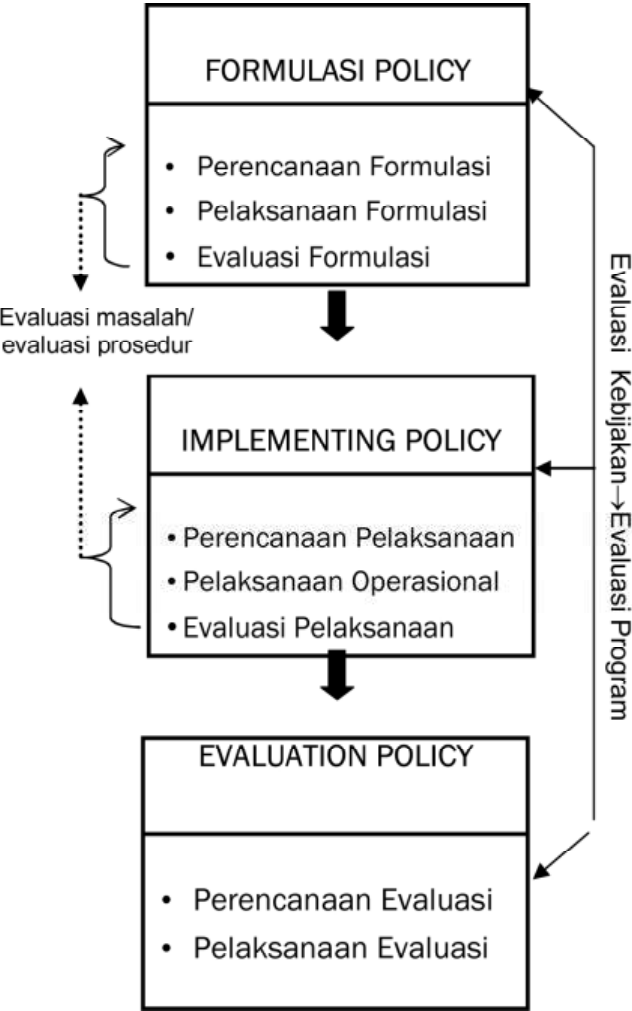 FORMULASI POLICY
• Perencanaan Formulasi
• Pelaksanaan Formulasi
• Evaluasi Formulasi
Evaluasi masalah/
evaluasi prosedur
IMPLEMENTING POLICY
• Perencanaan Pelaksanaan
• Pelaksanaan Operasional
• Evaluasi Pelaksanaan
EVALUATION POLICY
• Perencanaan Evaluasi
• Pelaksanaan Evaluasi
Evaluasi Kebijakan→Evaluasi Program